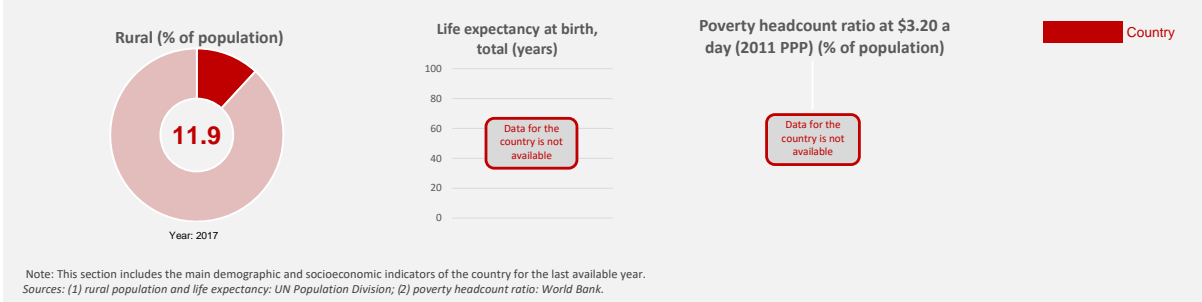 Rural (% of population)
11.9
Year: 2017
Life expectancy at birth,
total (years)
100
80
60
40
20
0
Data for the
country is not
available
Poverty headcount ratio at $3.20 a
day (2011 PPP) (% of population)
Data for the
country is not
available
Country
Note: This section includes the main demographic and socioeconomic indicators of the country for the last available year.
Sources: (1) rural population and life expectancy: UN Population Division; (2) poverty headcount ratio: World Bank.